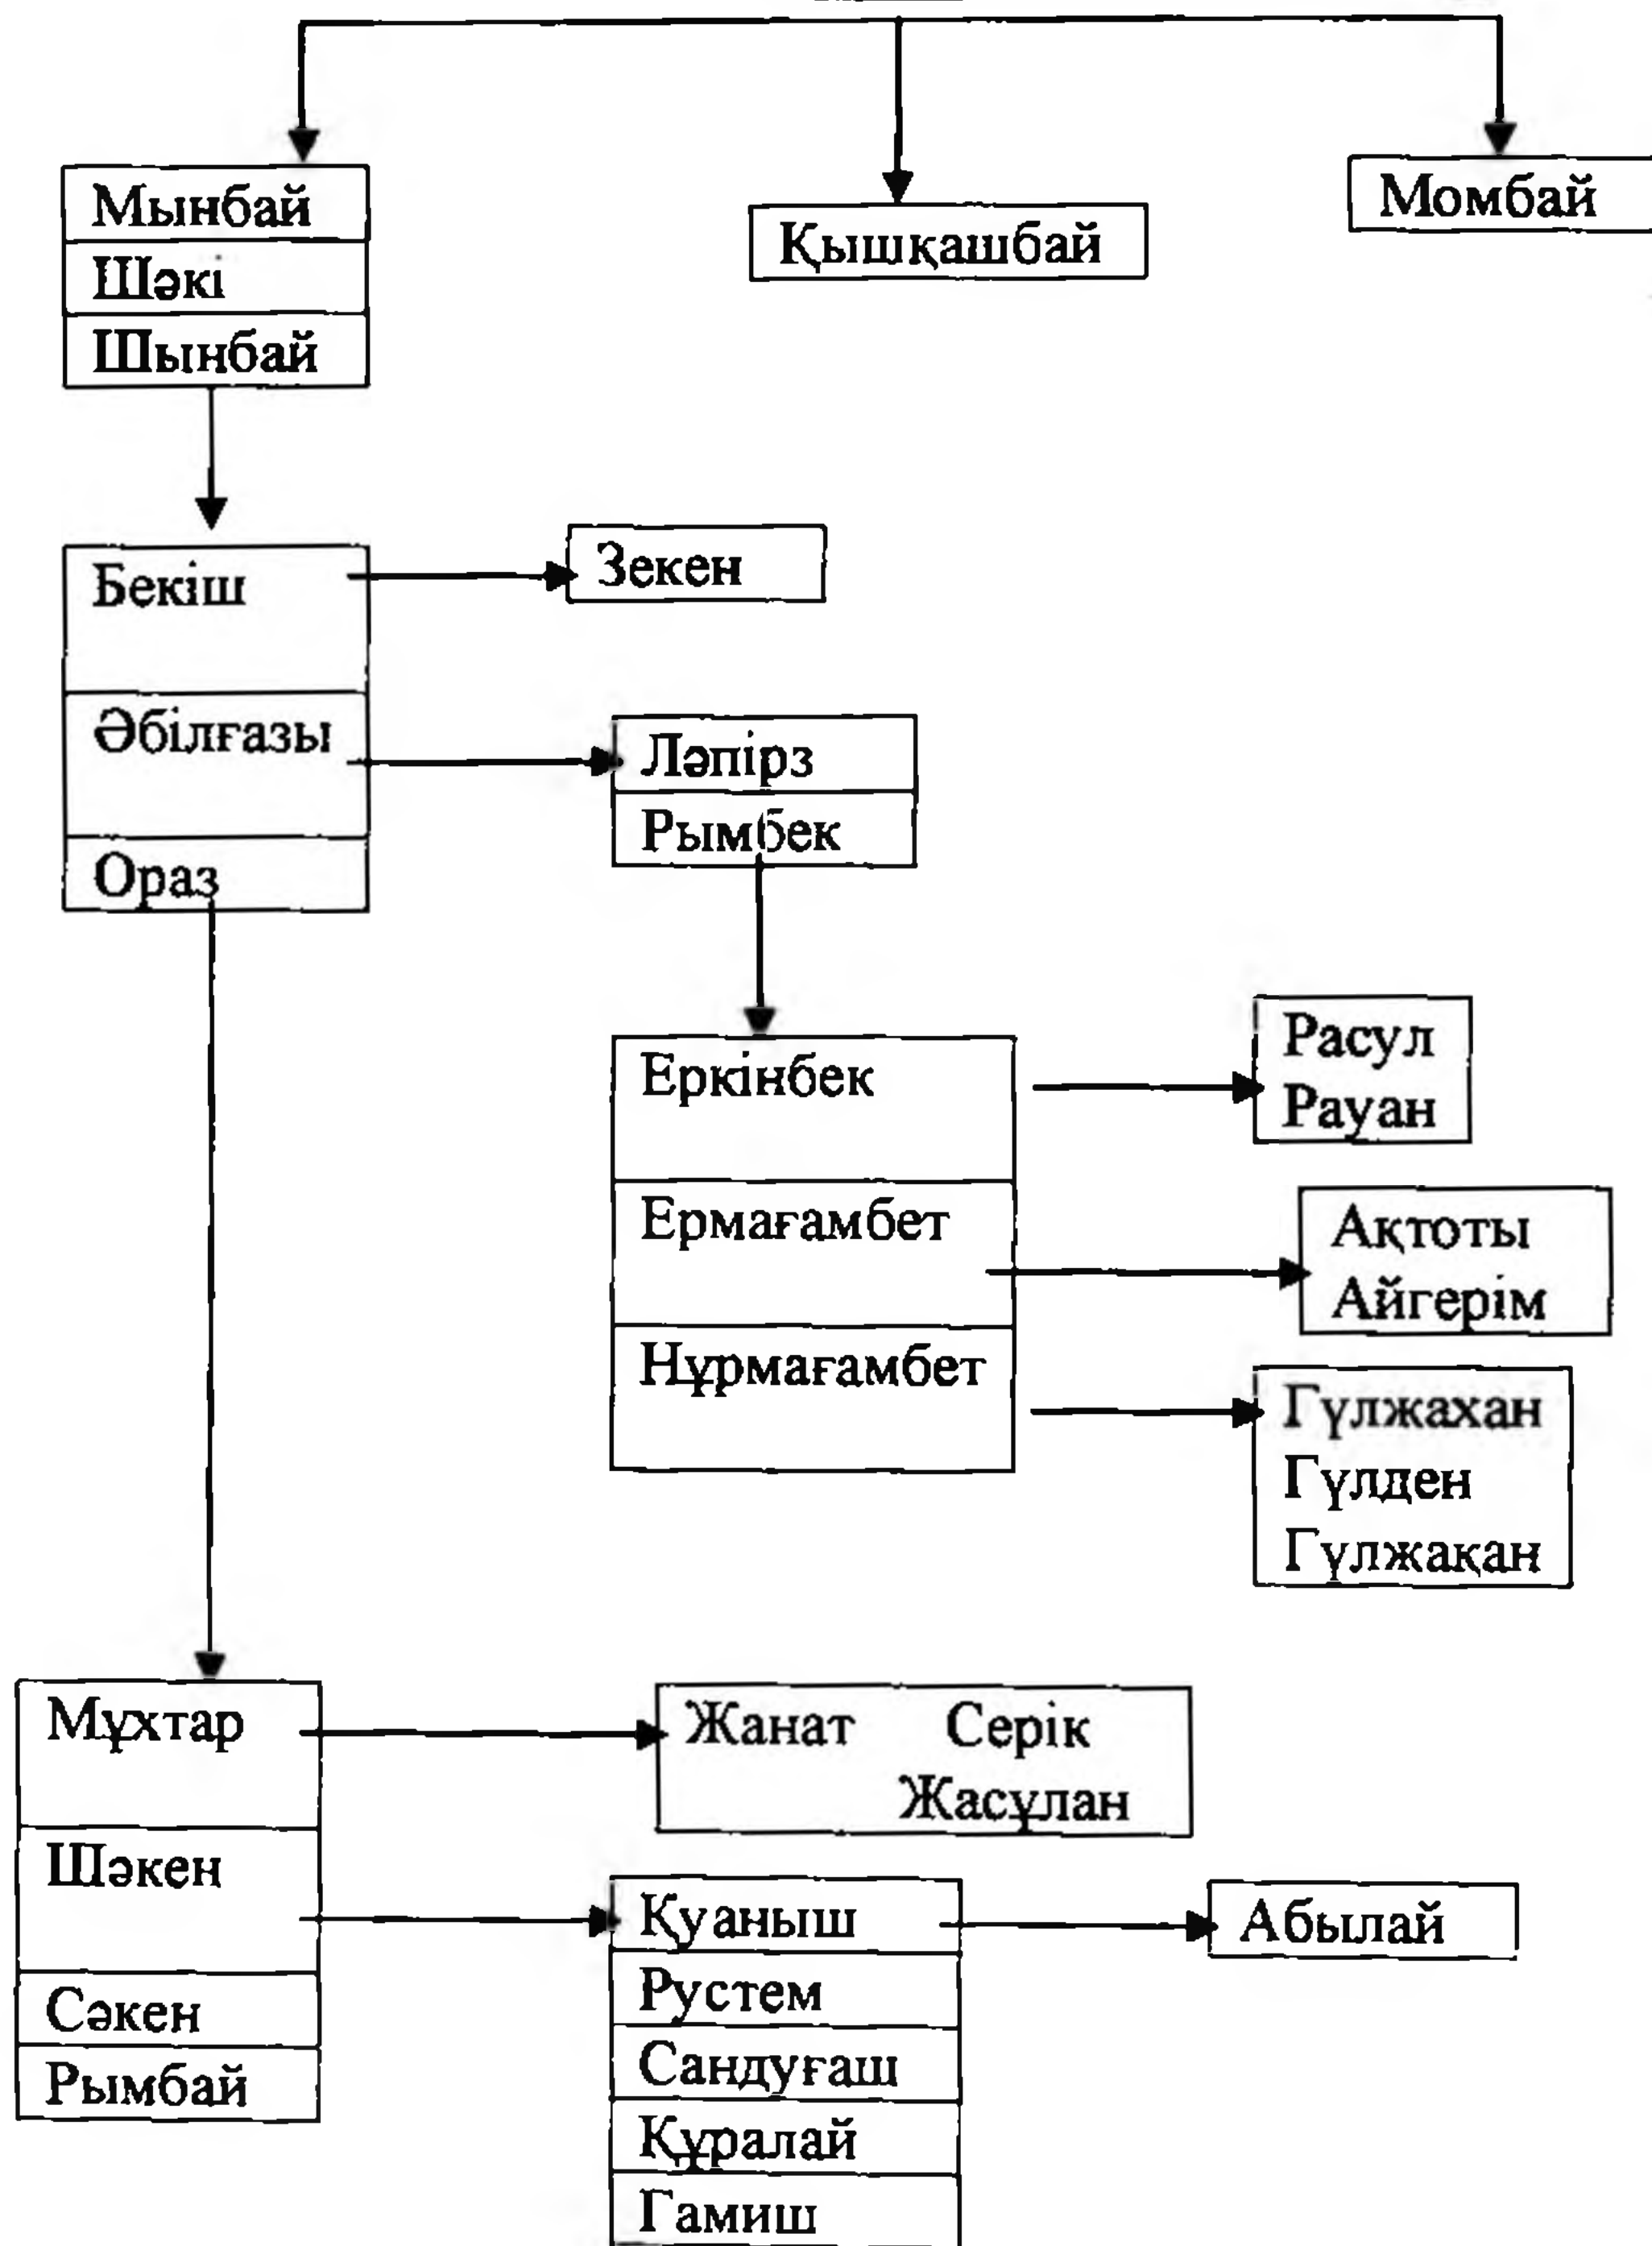 Мынбай
Шәкі
Шынбай
Қышқашбай
Момбай
Бекіш
Зекен
Әбілғазы
Ләпірз
Рымбек
Ораз
Еркінбек
Расул
Рауан
Ермағамбет
Ақтоты
Айгерім
Нұрмағамбет
Гүлжахан
Гүлден
Гүлжақан
Мұхтар
Жанат Серік
Жасұлан
Шәкен
Қуаныш
Абылай
Рустем
Сәкен
Сандуғаш
Рымбай
Құралай
Гамиш